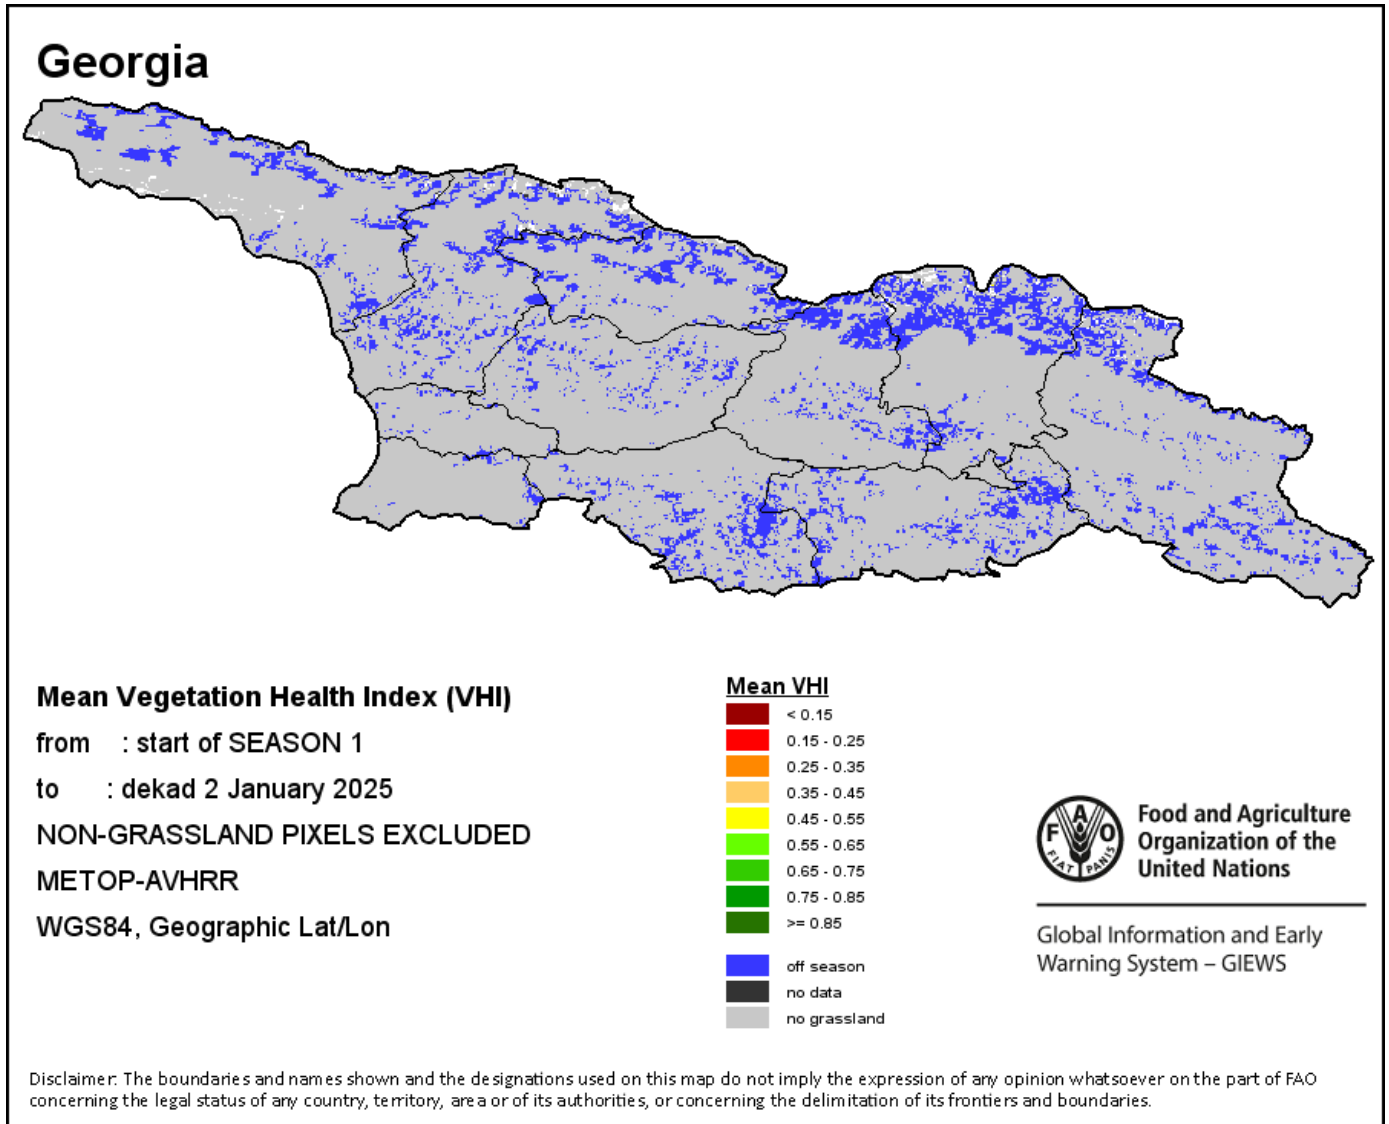 Georgia
Mean Vegetation Health Index (VHI)
from : start of SEASON 1
to : dekad 2 January 2025
NON-GRASSLAND PIXELS EXCLUDED
METOP-AVHRR
WGS84, Geographic Lat/Lon
Mean VHI
< 0.15
0.15 - 0.25
0.25 - 0.35
0.35 - 0.45
0.45 - 0.55
0.55 - 0.65
0.65 - 0.75
0.75 - 0.85
>= 0.85
off season
no data
no grassland
F A O
FIAT PANIS
Food and Agriculture
Organization of the
United Nations
Global Information and Early
Warning System – GIEWS
Disclaimer: The boundaries and names shown and the designations used on this map do not imply the expression of any opinion whatsoever on the part of FAO
concerning the legal status of any country, territory, area or of its authorities, or concerning the delimitation of its frontiers and boundaries.